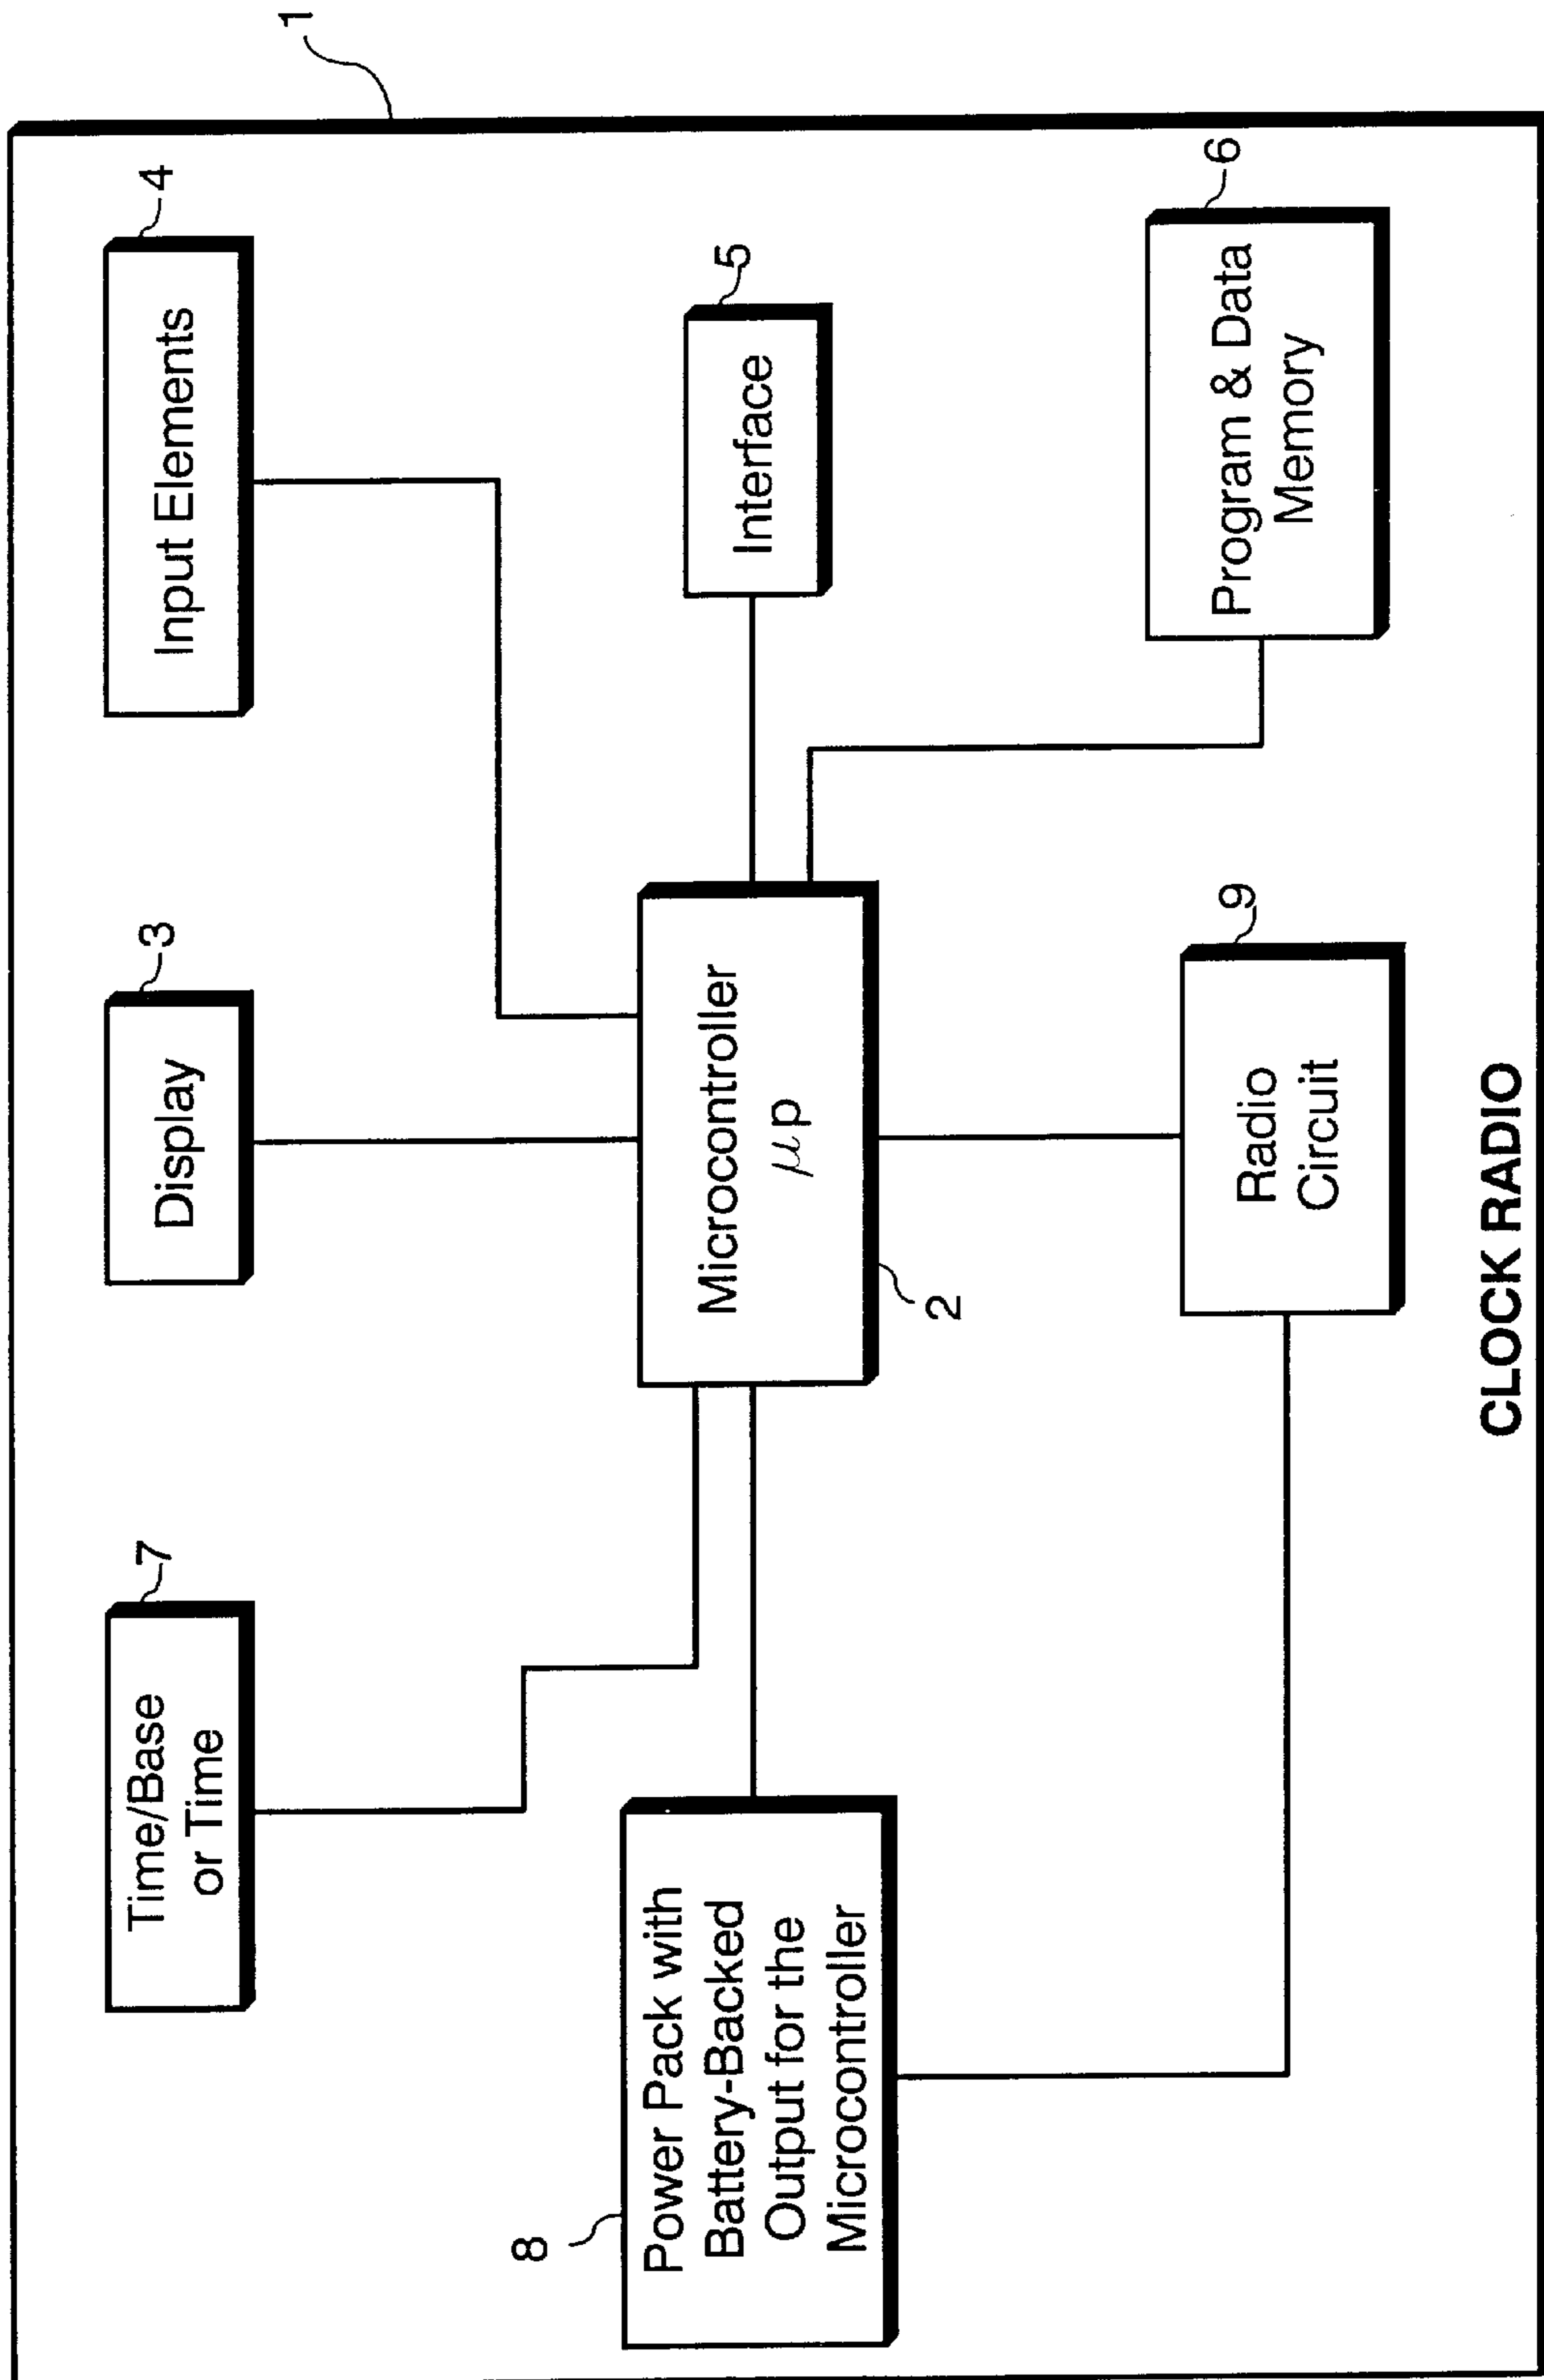 1
7
Time/Base
or Time
3
Display
4
Input Elements
8
Power Pack with
Battery-Backed
Output for the
Microcontroller
Microcontroller
μp
2
5
Interface
9
Radio
Circuit
6
Program & Data
Memory
CLOCK RADIO